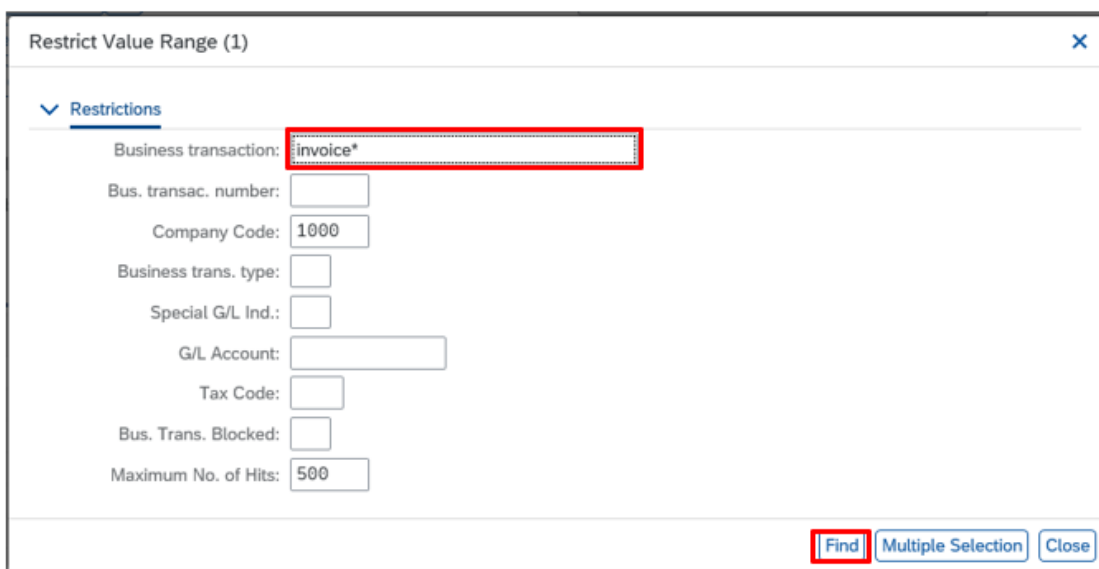 Restrict Value Range (1)
Restrictions
Business transaction: invoice*
Bus. transac. number:
Company Code: 1000
Business trans. type:
Special G/L Ind.:
G/L Account:
Tax Code:
Bus. Trans. Blocked:
Maximum No. of Hits: 500
Find Multiple Selection Close